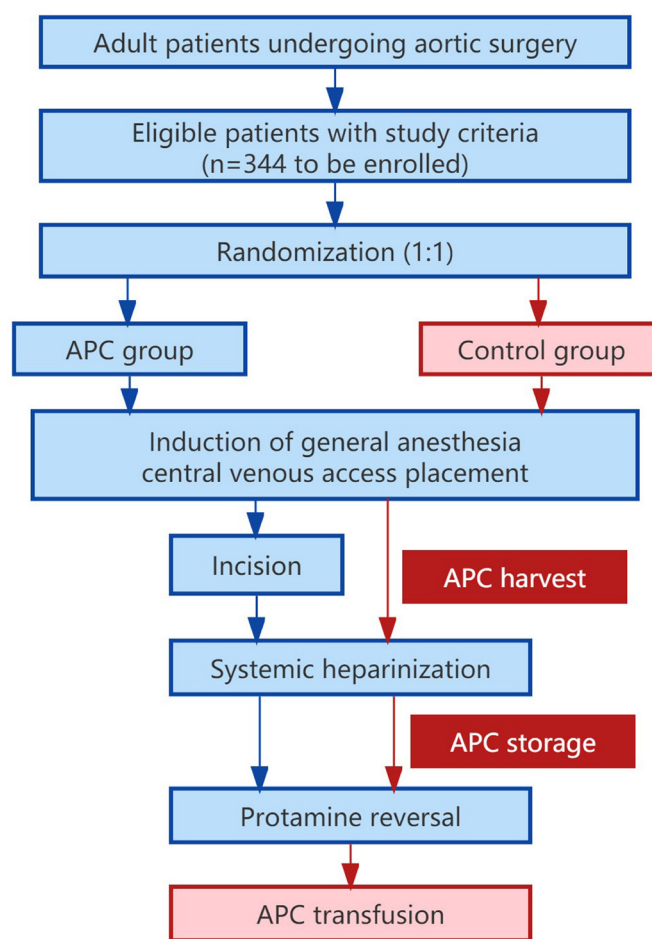 Adult patients undergoing aortic surgery
Eligible patients with study criteria
(n=344 to be enrolled)
Randomization (1:1)
APC group
Control group
Induction of general anesthesia
central venous access placement
Incision
APC harvest
Systemic heparinization
APC storage
Protamine reversal
APC transfusion